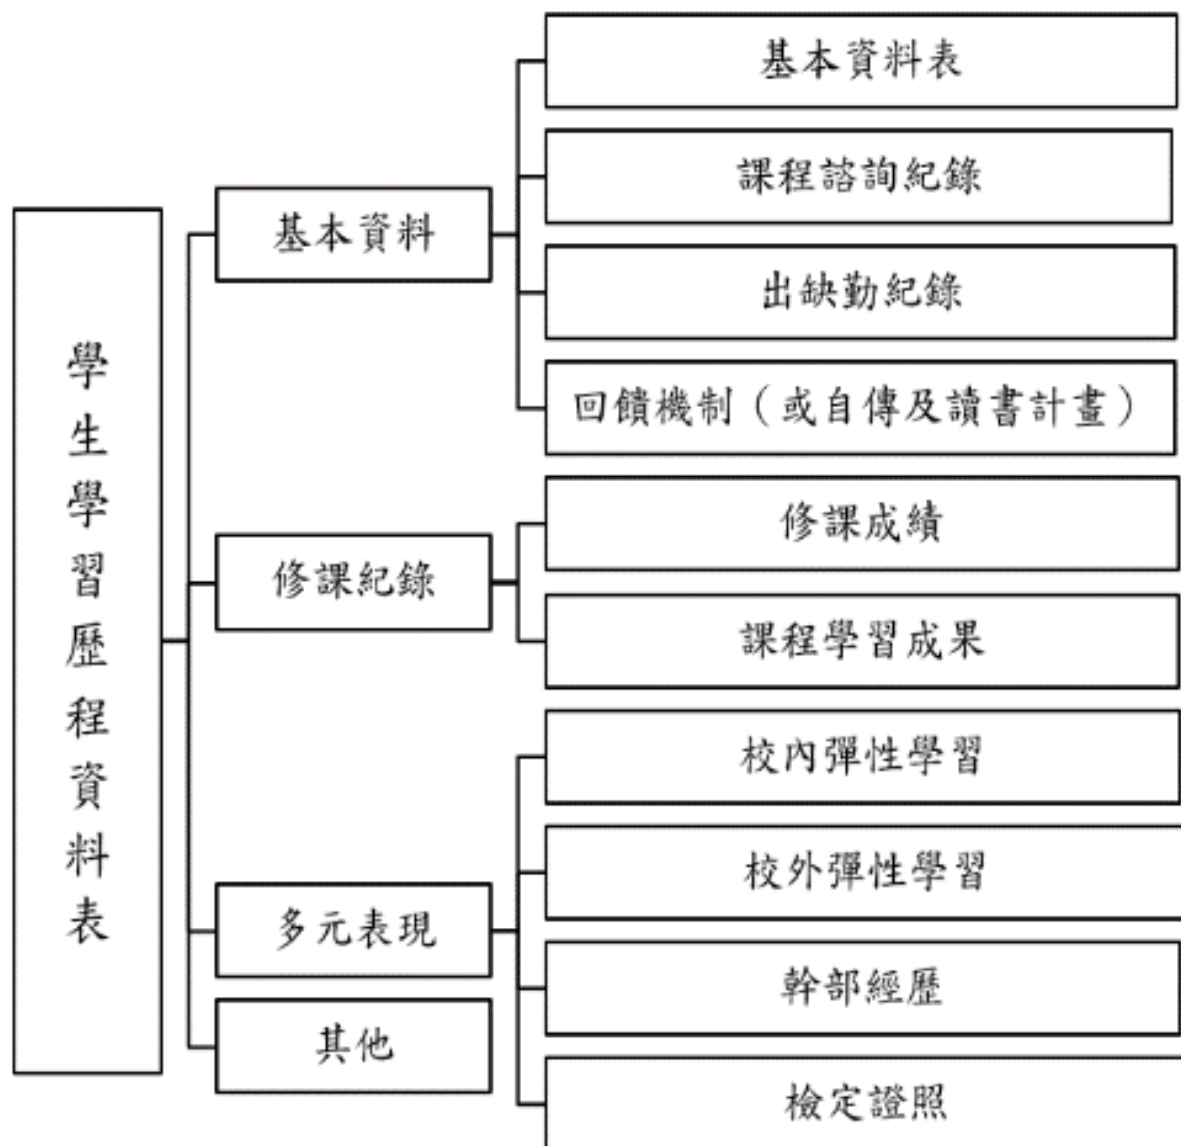 學生學習歷程資料表
基本資料
基本資料表
課程諮詢紀錄
出缺勤紀錄
回饋機制（或自傳及讀書計畫）
修課紀錄
修課成績
課程學習成果
多元表現
校內彈性學習
校外彈性學習
幹部經歷
檢定證照
其他